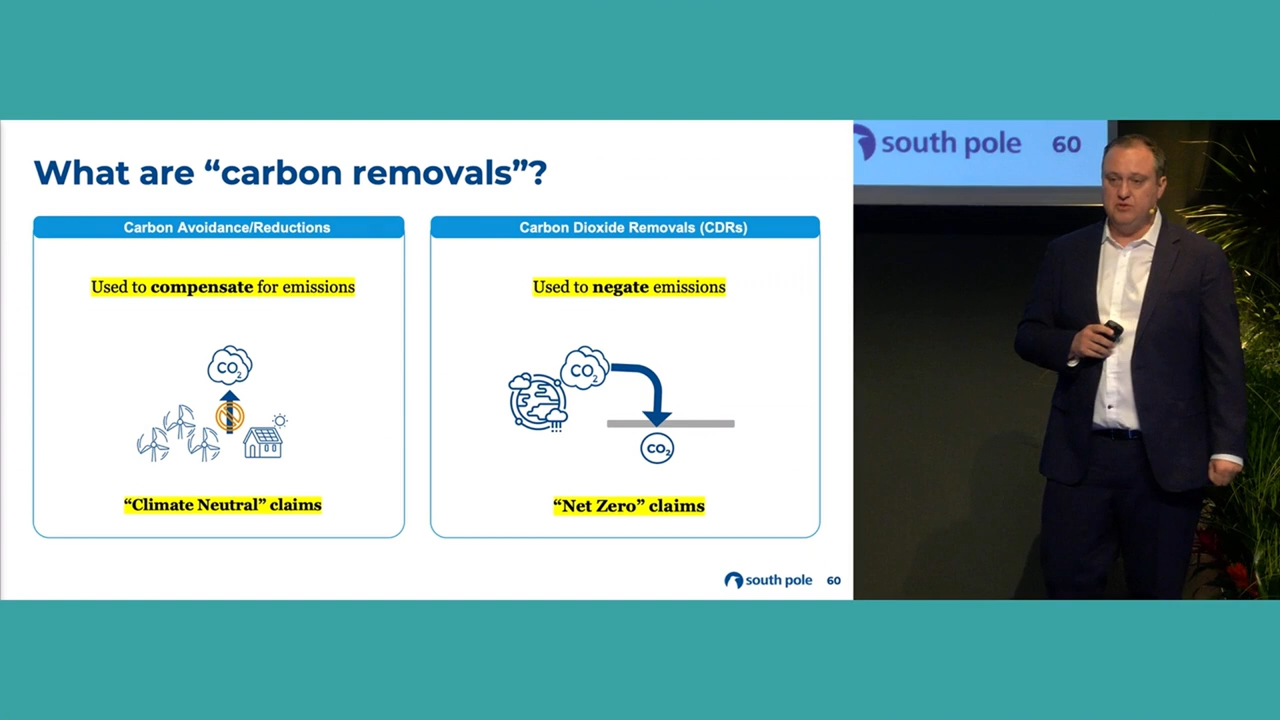 What are “carbon removals”?
Carbon Avoidance/Reductions
Used to compensate for emissions
CO2
“Climate Neutral” claims
Carbon Dioxide Removals (CDRs)
Used to negate emissions
CO2
CO2
“Net Zero” claims
south pole 60
south pole 60